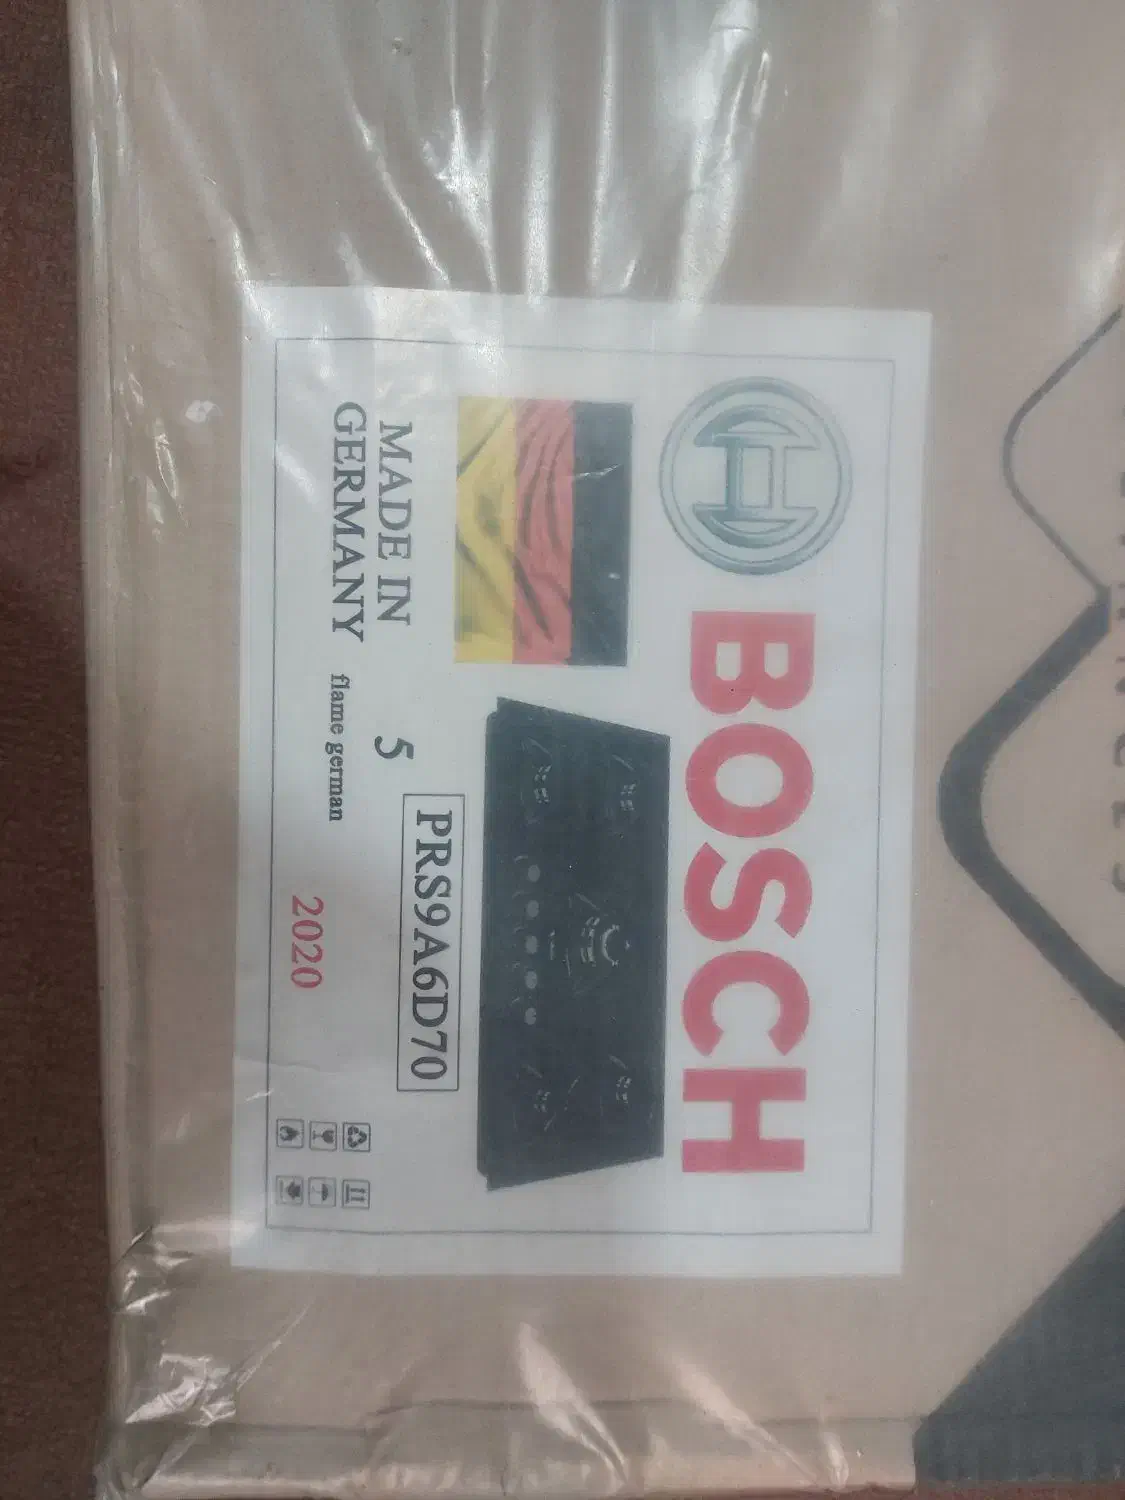 BOSCH
MADE IN
GERMANY
5
flame german
PRS9A6D70
2020